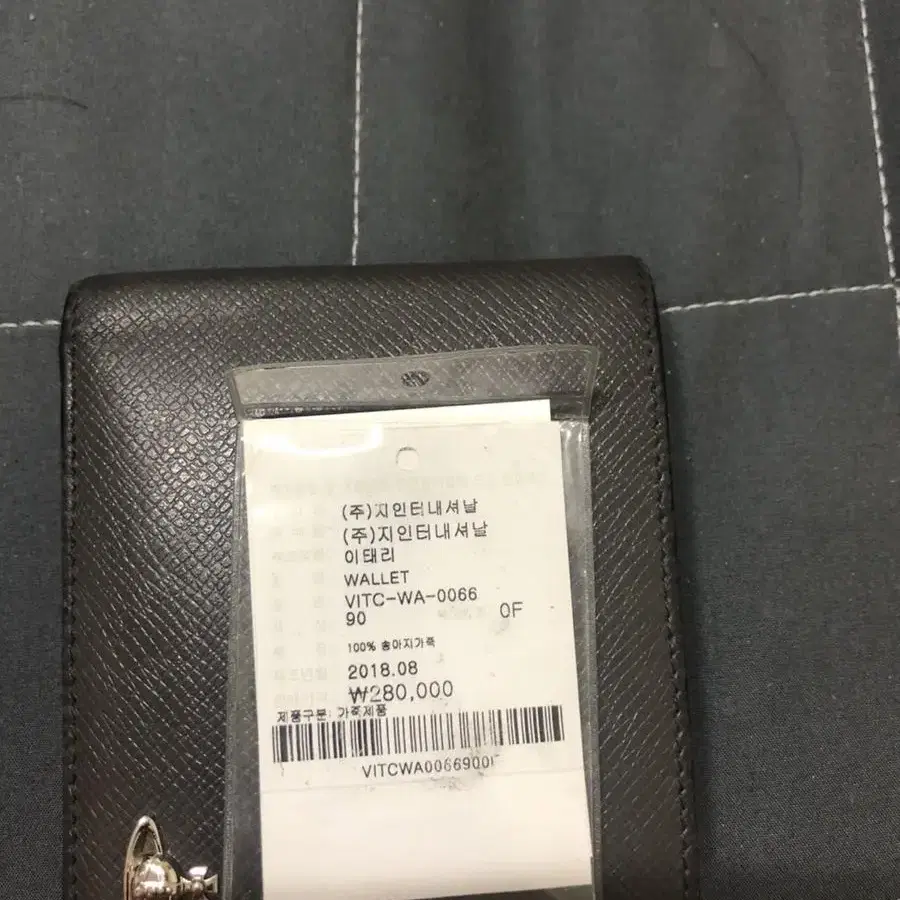 (주)지인터내셔날
(주)지인터내셔날
이태리
WALLET
VITC-WA-0066
90 0F
100% 송아지가죽
2018.08
₩280,000
제품구분: 가죽제품
VITCWA0066900F